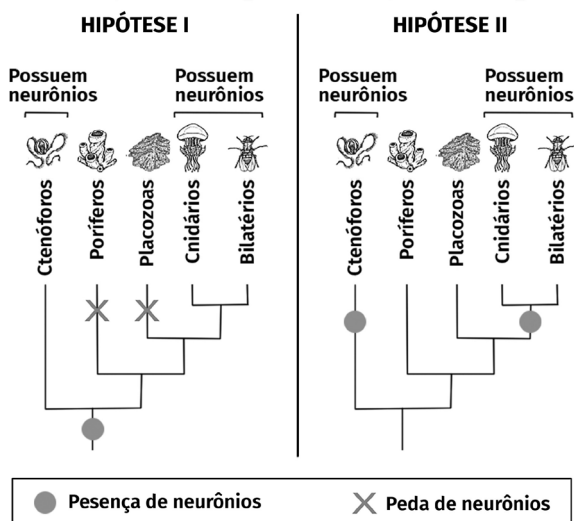 HIPÓTESE I
Possuem
neurônios
Possuem
neurônios
Ctenóforos
Poríferos
Placozoas
Cnidários
Bilatérios
HIPÓTESE II
Possuem
neurônios
Possuem
neurônios
Ctenóforos
Poríferos
Placozoas
Cnidários
Bilatérios
Pesença de neurônios
Peda de neurônios